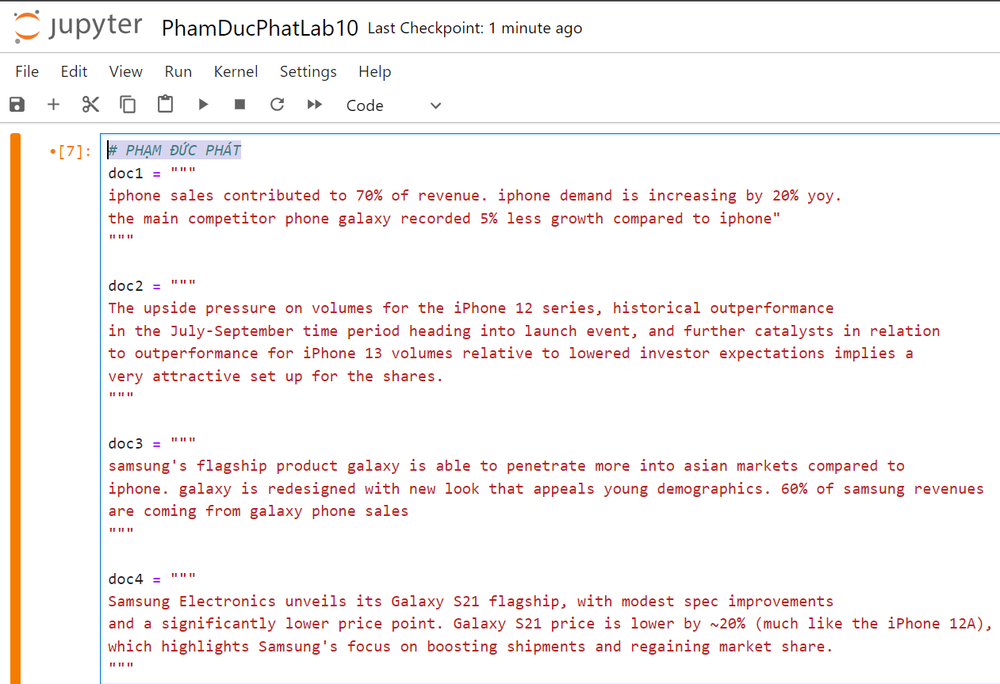 jupyter PhamDucPhatLab10 Last Checkpoint: 1 minute ago
File Edit View Run Kernel Settings Help
Code
•[7]: # PHẠM ĐỨC PHÁT
doc1 = """
iphone sales contributed to 70% of revenue. iphone demand is increasing by 20% yoy.
the main competitor phone galaxy recorded 5% less growth compared to iphone"
"""
doc2 = """
The upside pressure on volumes for the iPhone 12 series, historical outperformance
in the July-September time period heading into launch event, and further catalysts in relation
to outperformance for iPhone 13 volumes relative to lowered investor expectations implies a
very attractive set up for the shares.
"""
doc3 = """
samsung's flagship product galaxy is able to penetrate more into asian markets compared to
iphone. galaxy is redesigned with new look that appeals young demographics. 60% of samsung revenues
are coming from galaxy phone sales
"""
doc4 = """
Samsung Electronics unveils its Galaxy S21 flagship, with modest spec improvements
and a significantly lower price point. Galaxy S21 price is lower by ~20% (much like the iPhone 12A),
which highlights Samsung's focus on boosting shipments and regaining market share.
"""